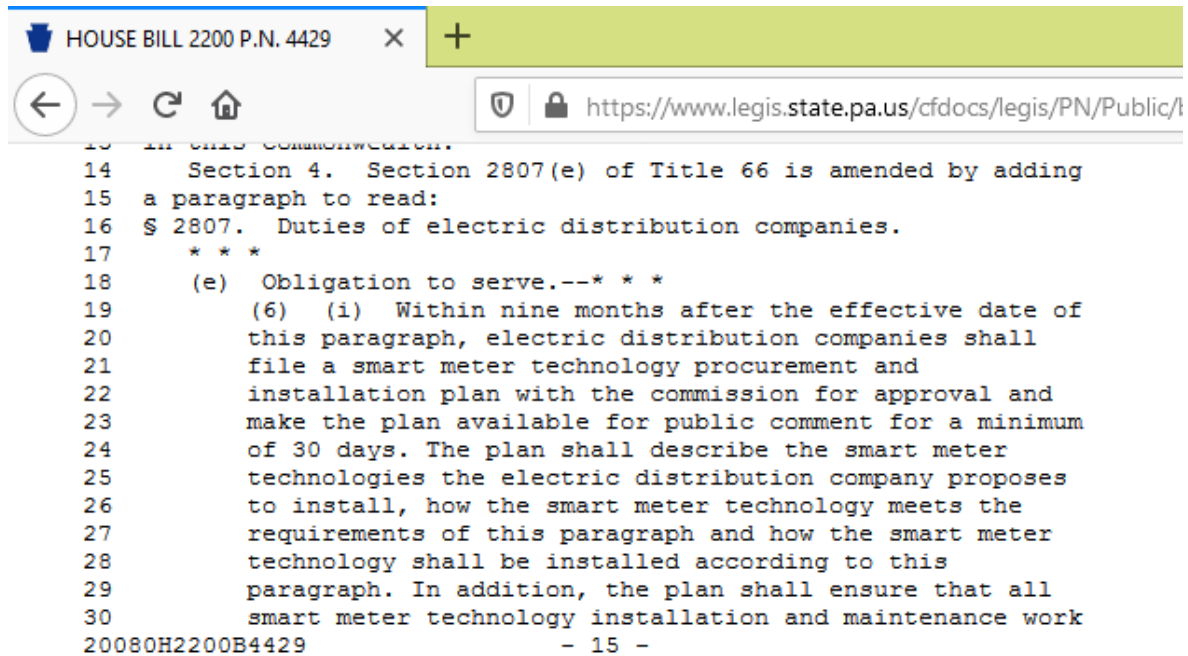 HOUSE BILL 2200 P.N. 4429
https://www.legis.state.pa.us/cfdocs/legis/PN/Public/
13 in this Commonwealth.
14 Section 4. Section 2807(e) of Title 66 is amended by adding
15 a paragraph to read:
16 § 2807. Duties of electric distribution companies.
17 * * *
18 (e) Obligation to serve.--* * *
19 (6) (i) Within nine months after the effective date of
20 this paragraph, electric distribution companies shall
21 file a smart meter technology procurement and
22 installation plan with the commission for approval and
23 make the plan available for public comment for a minimum
24 of 30 days. The plan shall describe the smart meter
25 technologies the electric distribution company proposes
26 to install, how the smart meter technology meets the
27 requirements of this paragraph and how the smart meter
28 technology shall be installed according to this
29 paragraph. In addition, the plan shall ensure that all
30 smart meter technology installation and maintenance work
20080H2200B4429 - 15 -